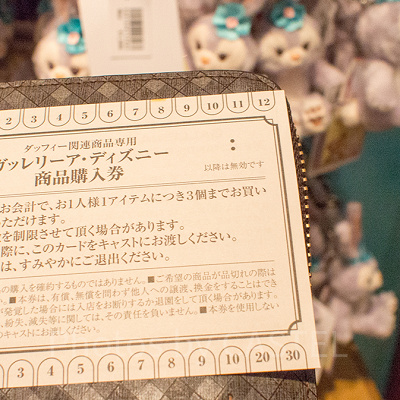 2 3 4 5 6 7 8 9 10 11 12
ダッフィー関連商品専用
ヴッレリーア・ディズニー
商品購入券
:
以降は無効です
お会計で、お1人様1アイテムにつき3個までお買い
ただけます。
を制限させて頂く場合があります。
際に、このカードをキャストにお渡しください。
は、すみやかにご退出ください。
の購入を確約するものではありません。■ご希望の商品が品切れの際は
■本券は、有償、無償を問わず他人への譲渡、換金をすることはでき
が発覚した場合には入店をお断りするか退園をして頂く場合があります。
、紛失、滅失等に関しては、その責任を負いません。■本券を使用しない
キャストにお渡しください。
3 4 5 6 7 8 9 10 20 30